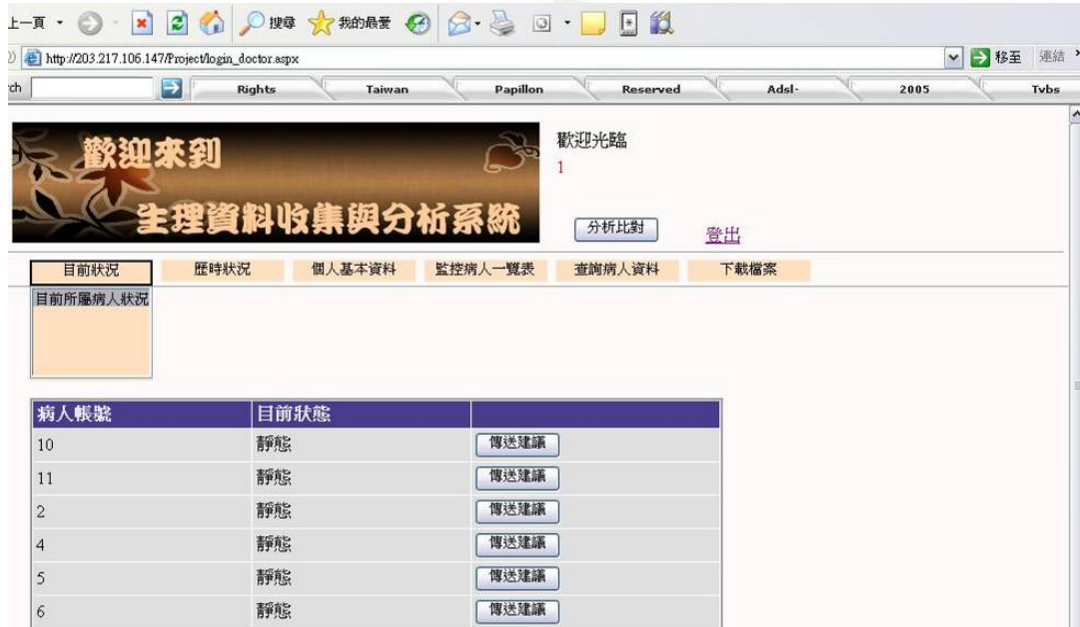 上一頁 搜尋 我的最愛
http://203.217.106.147/Project/login_doctor.aspx 移至 連結
rch Rights Taiwan Papillon Reserved Adsl- 2005 Tvbs
歡迎來到
生理資料收集與分析系統
歡迎光臨
1
分析比對 登出
目前狀況 歷時狀況 個人基本資料 監控病人一覽表 查詢病人資料 下載檔案
目前所屬病人狀況
病人帳號 目前狀態
10 靜態 傳送建議
11 靜態 傳送建議
2 靜態 傳送建議
4 靜態 傳送建議
5 靜態 傳送建議
6 靜態 傳送建議